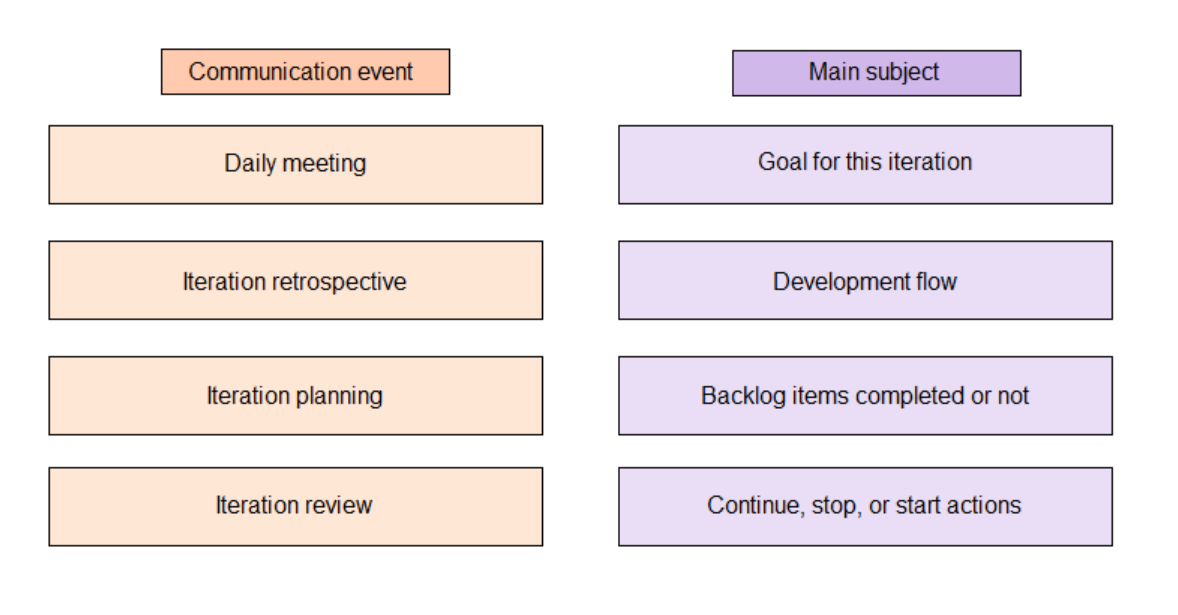 Communication event
Main subject
Daily meeting
Goal for this iteration
Iteration retrospective
Development flow
Iteration planning
Backlog items completed or not
Iteration review
Continue, stop, or start actions